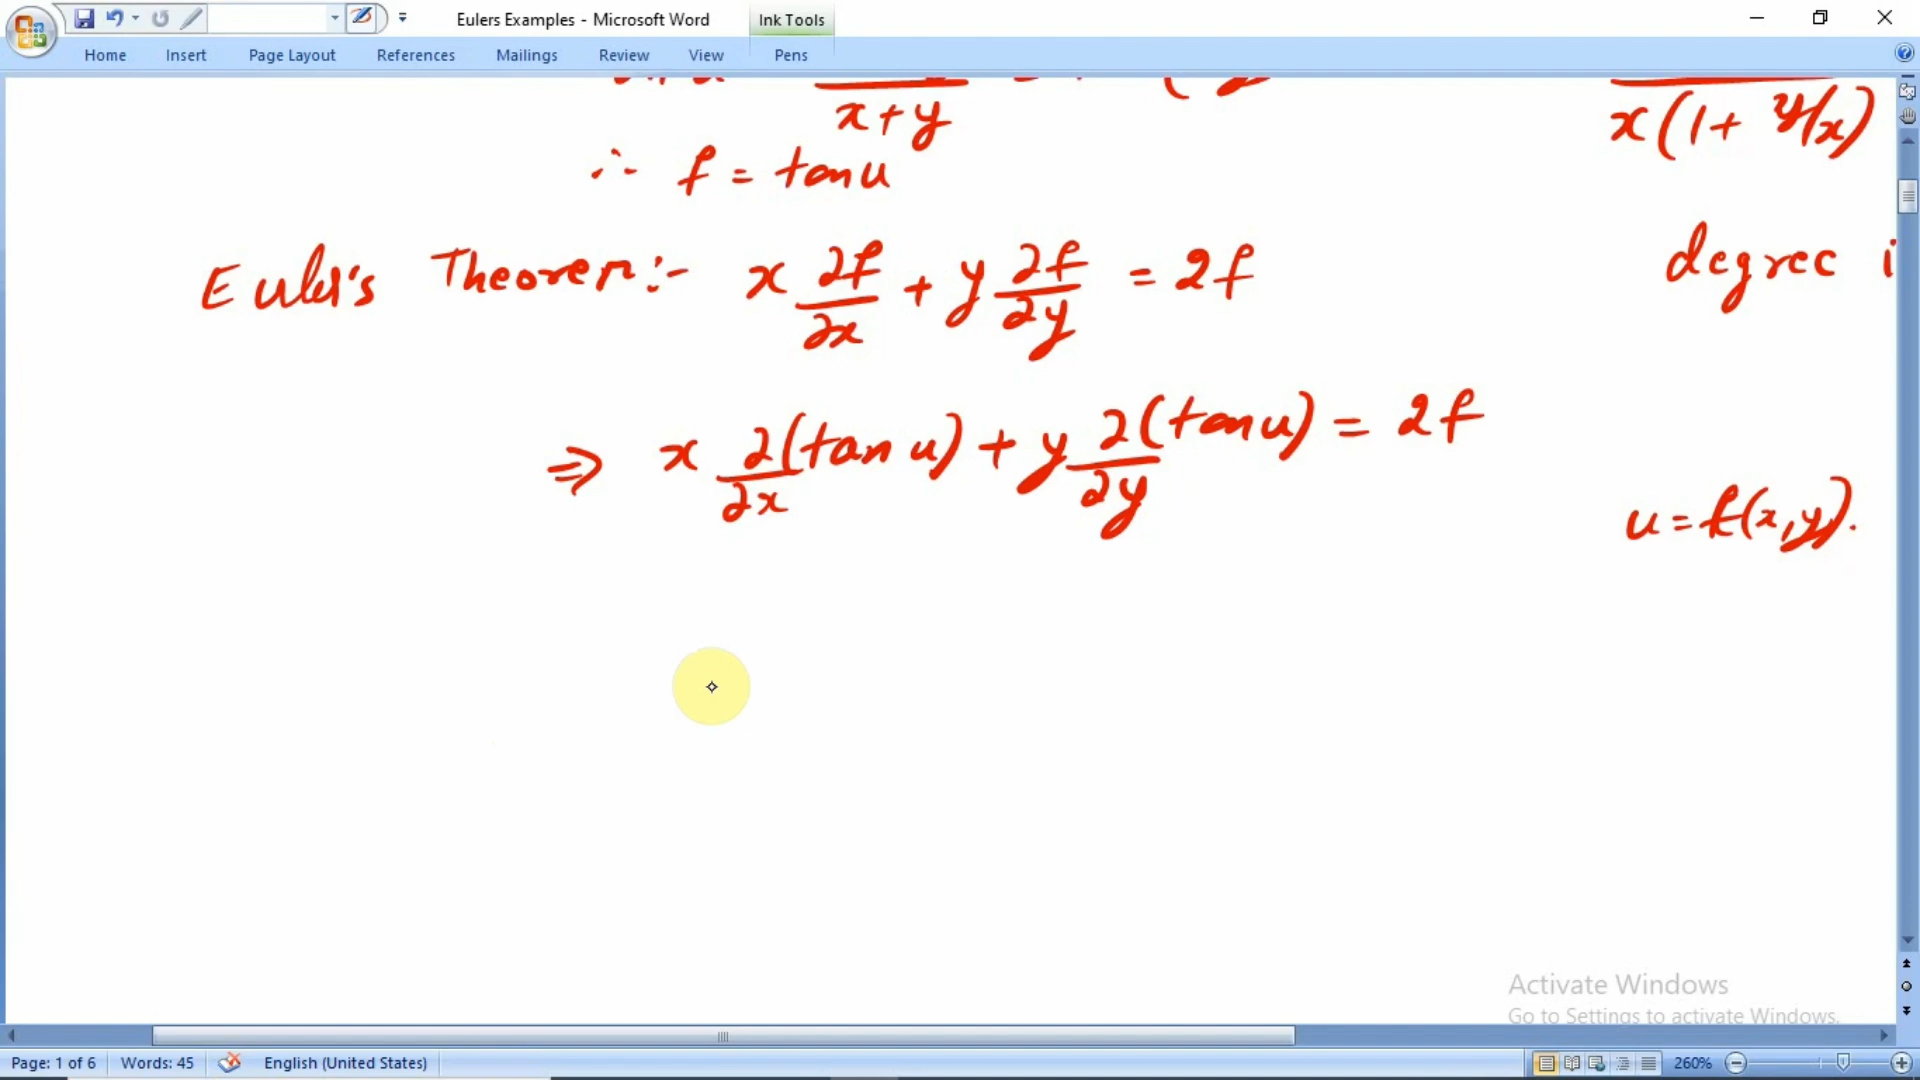 Eulers Examples - Microsoft Word
Ink Tools
Home Insert Page Layout References Mailings Review View Pens
x+y
x(1+ y/x)
∴ f = tan u
Euler's Theorem:- x ∂f/∂x + y ∂f/∂y = 2f
degree i
⇒ x ∂/∂x (tan u) + y ∂/∂y (tan u) = 2f
u = f(x,y).
Activate Windows
Go to Settings to activate Windows.
Page: 1 of 6 Words: 45 English (United States) 260%